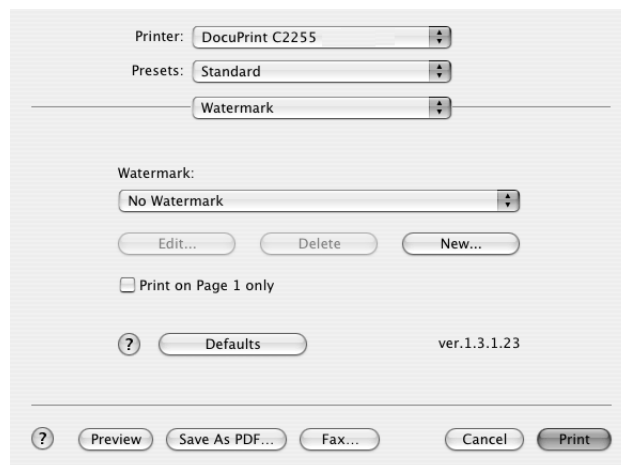 Printer: DocuPrint C2255
Presets: Standard
Watermark
Watermark:
No Watermark
Edit... Delete New...
Print on Page 1 only
? Defaults ver.1.3.1.23
? Preview Save As PDF... Fax... Cancel Print